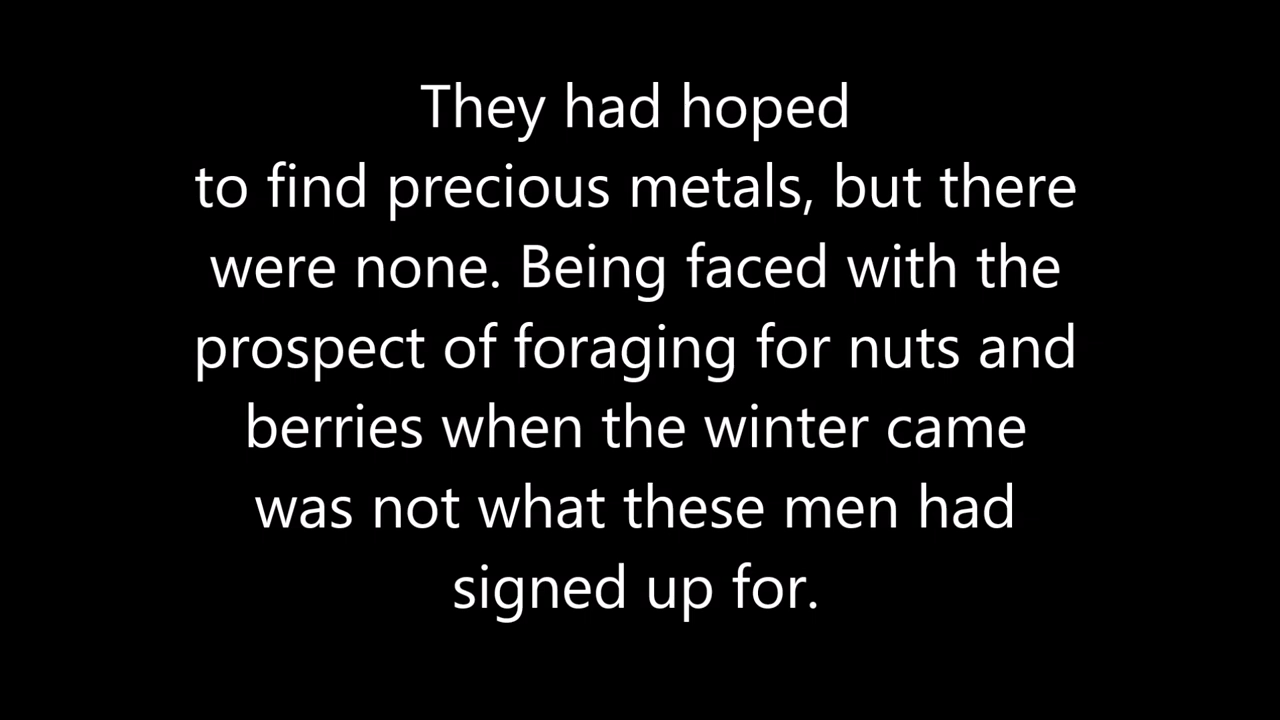 They had hoped
to find precious metals, but there
were none. Being faced with the
prospect of foraging for nuts and
berries when the winter came
was not what these men had
signed up for.